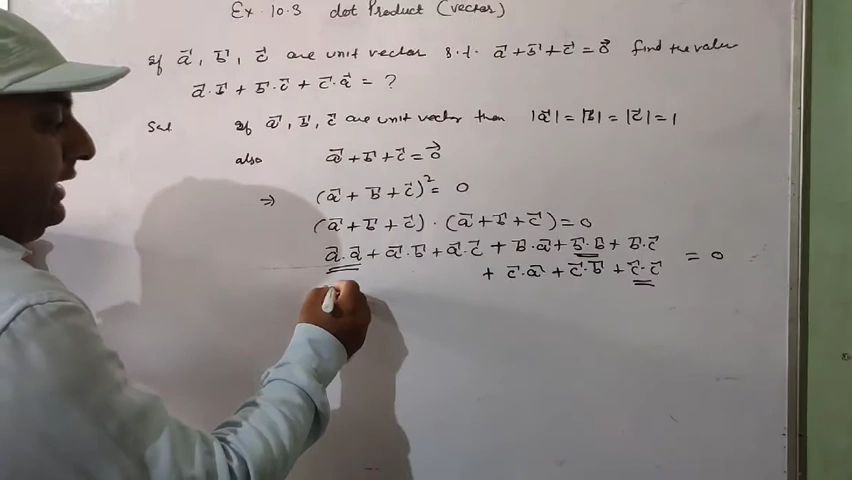 Ex. 10.3 dot Product (vector)
If a⃗, b⃗, c⃗ are unit vector s.t. a⃗ + b⃗ + c⃗ = 0⃗ find the value
a⃗.b⃗ + b⃗.c⃗ + c⃗.a⃗ = ?
Sol If a⃗, b⃗, c⃗ are unit vector then |a⃗| = |b⃗| = |c⃗| = 1
also a⃗ + b⃗ + c⃗ = 0⃗
⇒ (a⃗ + b⃗ + c⃗)² = 0
(a⃗ + b⃗ + c⃗) . (a⃗ + b⃗ + c⃗) = 0
a⃗.a⃗ + a⃗.b⃗ + a⃗.c⃗ + b⃗.a⃗ + b⃗.b⃗ + b⃗.c⃗ = 0
+ c⃗.a⃗ + c⃗.b⃗ + c⃗.c⃗